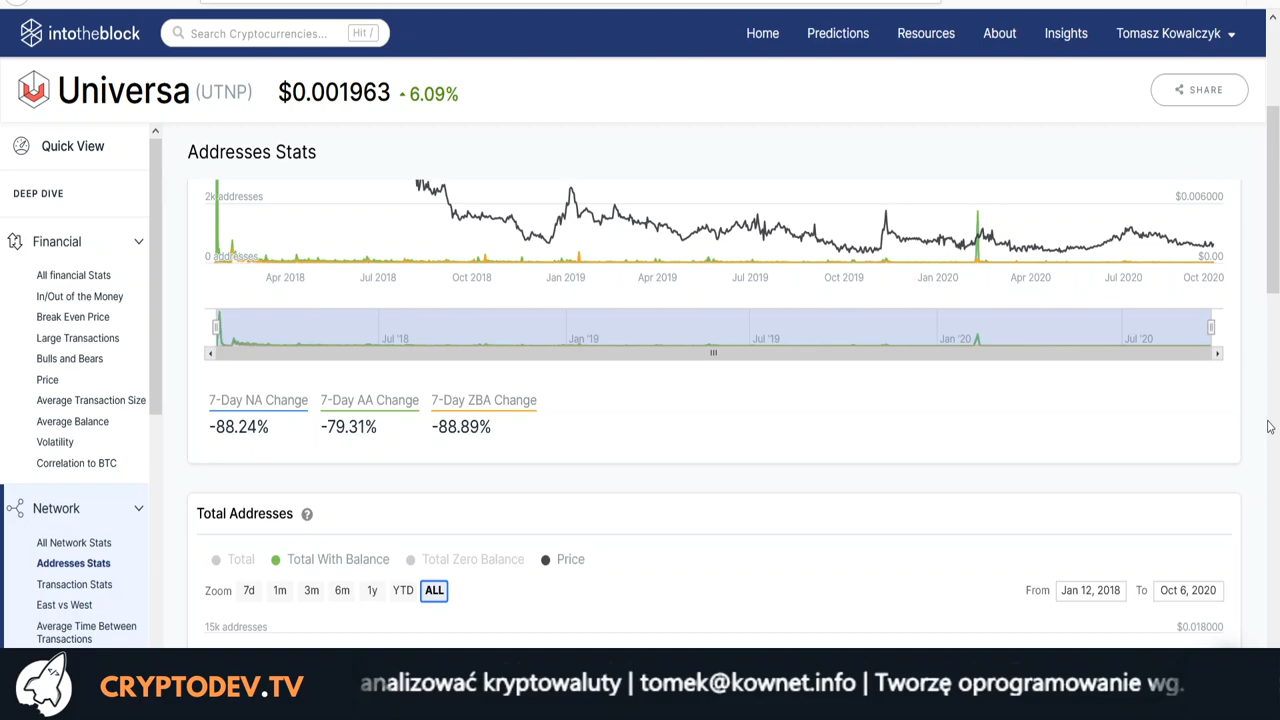 intotheblock Search Cryptocurrencies... Hit / Home Predictions Resources About Insights Tomasz Kowalczyk
Universa (UTNP) $0.001963 6.09% SHARE
Quick View
DEEP DIVE
Financial
All financial Stats
In/Out of the Money
Break Even Price
Large Transactions
Bulls and Bears
Price
Average Transaction Size
Average Balance
Volatility
Correlation to BTC
Network
All Network Stats
Addresses Stats
Transaction Stats
East vs West
Average Time Between
Transactions
Addresses Stats
2k addresses $0.006000
0 addresses $0.00
Apr 2018 Jul 2018 Oct 2018 Jan 2019 Apr 2019 Jul 2019 Oct 2019 Jan 2020 Apr 2020 Jul 2020 Oct 2020
Jul '18 Jan '19 Jul '19 Jan '20 Jul '20
7-Day NA Change 7-Day AA Change 7-Day ZBA Change
-88.24% -79.31% -88.89%
Total Addresses ?
Total Total With Balance Total Zero Balance Price
Zoom 7d 1m 3m 6m 1y YTD ALL From Jan 12, 2018 To Oct 6, 2020
15k addresses $0.018000
CRYPTODEV.TV analizować kryptowaluty | tomek@kownet.info | Tworzę oprogramowanie wg.